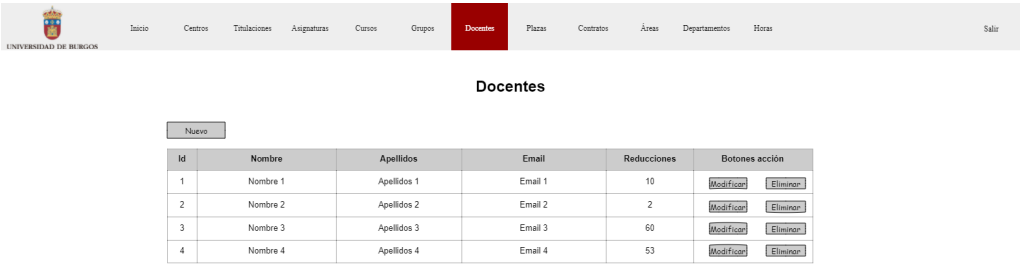 Inicio Centros Titulaciones Asignaturas Cursos Grupos Docentes Plazas Contratos Áreas Departamentos Horas Salir
UNIVERSIDAD DE BURGOS
Docentes
Nuevo
Id Nombre Apellidos Email Reducciones Botones acción
1 Nombre 1 Apellidos 1 Email 1 10 Modificar Eliminar
2 Nombre 2 Apellidos 2 Email 2 2 Modificar Eliminar
3 Nombre 3 Apellidos 3 Email 3 60 Modificar Eliminar
4 Nombre 4 Apellidos 4 Email 4 53 Modificar Eliminar